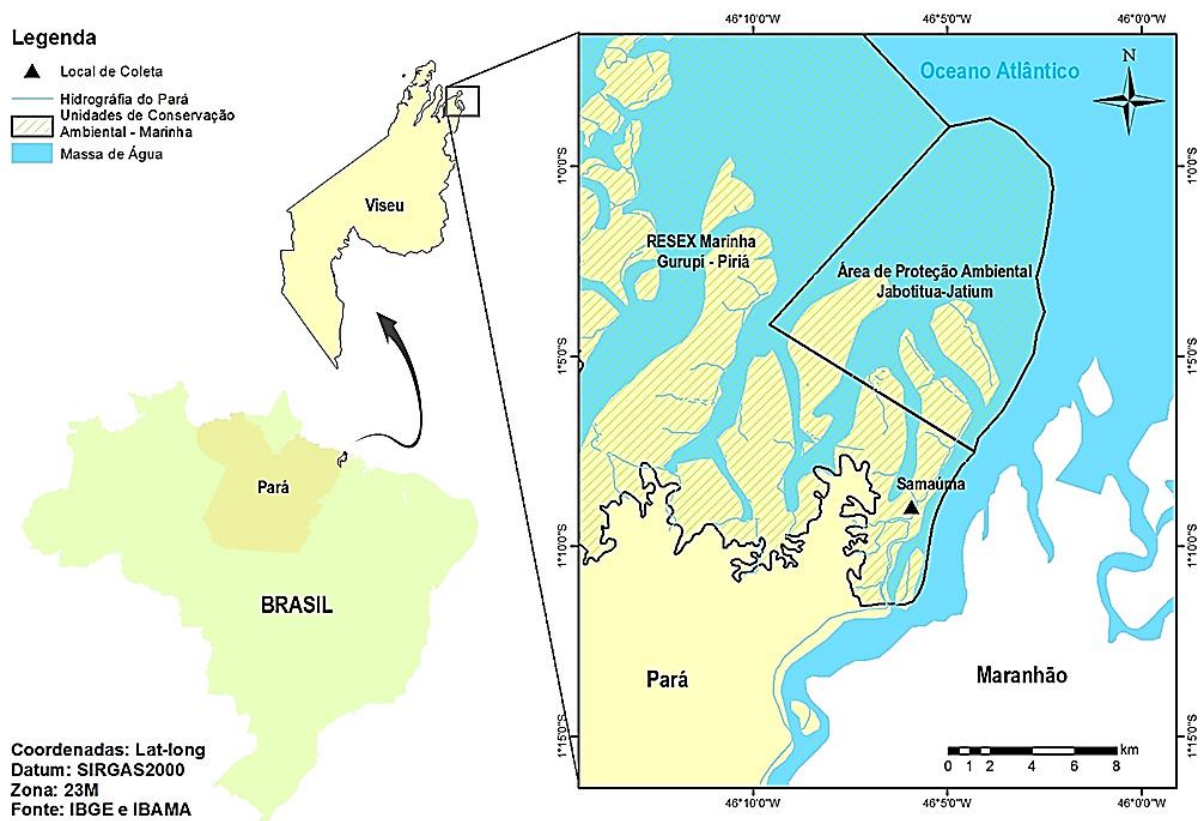 Legenda
Local de Coleta
Hidrográfia do Pará
Unidades de Conservação
Ambiental - Marinha
Massa de Água
Viseu
Pará
BRASIL
Coordenadas: Lat-long
Datum: SIRGAS2000
Zona: 23M
Fonte: IBGE e IBAMA
46°10'0"W
46°5'0"W
46°0'0"W
Oceano Atlântico
N
1°0'0"S
1°0'0"S
RESEX Marinha
Gurupi - Piriá
Área de Proteção Ambiental
Jabotitua-Jatium
1°5'0"S
1°5'0"S
Samaúma
1°10'0"S
1°10'0"S
Pará
Maranhão
1°15'0"S
1°15'0"S
km
0 1 2 4 6 8
46°10'0"W
46°5'0"W
46°0'0"W